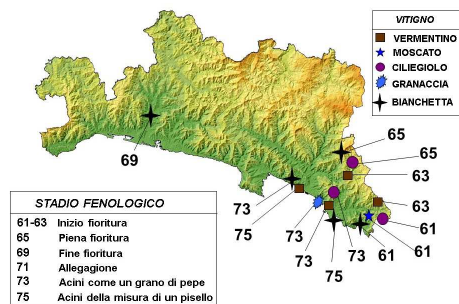 VITIGNO
VERMENTINO
MOSCATO
CILIEGIOLO
GRANACCIA
BIANCHETTA
65
65
69
63
73
63
75
73
61
73
75
61
61
STADIO FENOLOGICO
61-63 Inizio fioritura
65 Piena fioritura
69 Fine fioritura
71 Allegagione
73 Acini come un grano di pepe
75 Acini della misura di un pisello